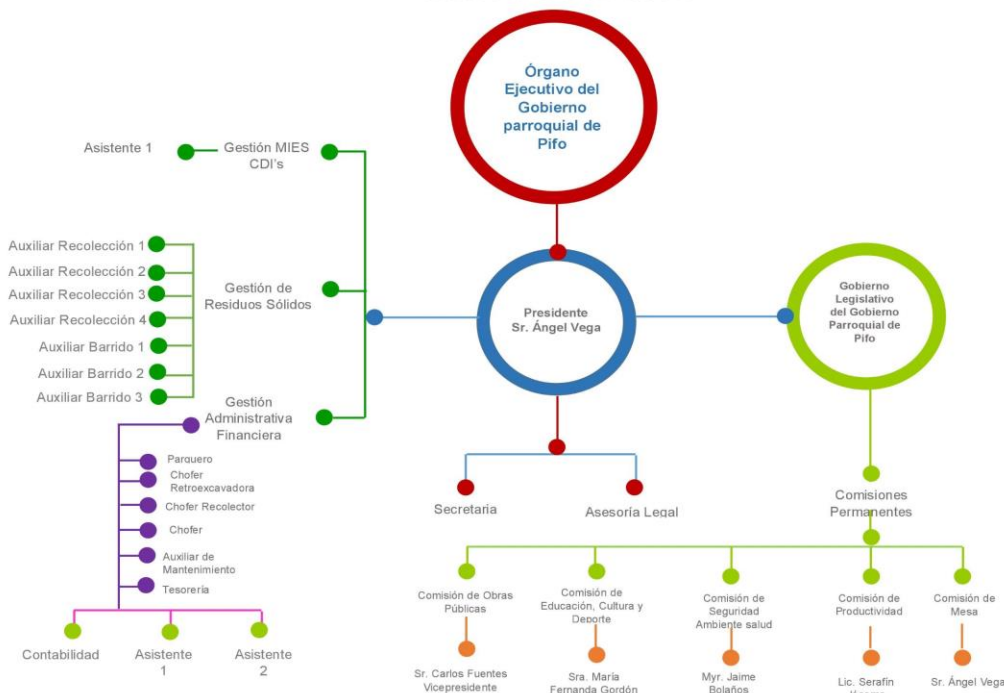 Órgano
Ejecutivo del
Gobierno
parroquial de
Pifo
Asistente 1
Gestión MIES
CDI's
Auxiliar Recolección 1
Auxiliar Recolección 2
Auxiliar Recolección 3
Auxiliar Recolección 4
Auxiliar Barrido 1
Auxiliar Barrido 2
Auxiliar Barrido 3
Gestión de
Residuos Sólidos
Presidente
Sr. Ángel Vega
Gobierno
Legislativo
del Gobierno
Parroquial de
Pifo
Gestión
Administrativa
Financiera
Parquero
Chofer
Retroexcavadora
Chofer Recolector
Chofer
Auxiliar de
Mantenimiento
Tesorería
Contabilidad
Asistente
1
Asistente
2
Secretaria
Asesoría Legal
Comisiones
Permanentes
Comisión de Obras
Públicas
Comisión de
Educación, Cultura y
Deporte
Comisión de
Seguridad
Ambiente salud
Comisión de
Productividad
Comisión de
Mesa
Sr. Carlos Fuentes
Vicepresidente
Sra. María
Fernanda Gordón
Myr. Jaime
Bolaños
Lic. Serafín
Sr. Ángel Vega